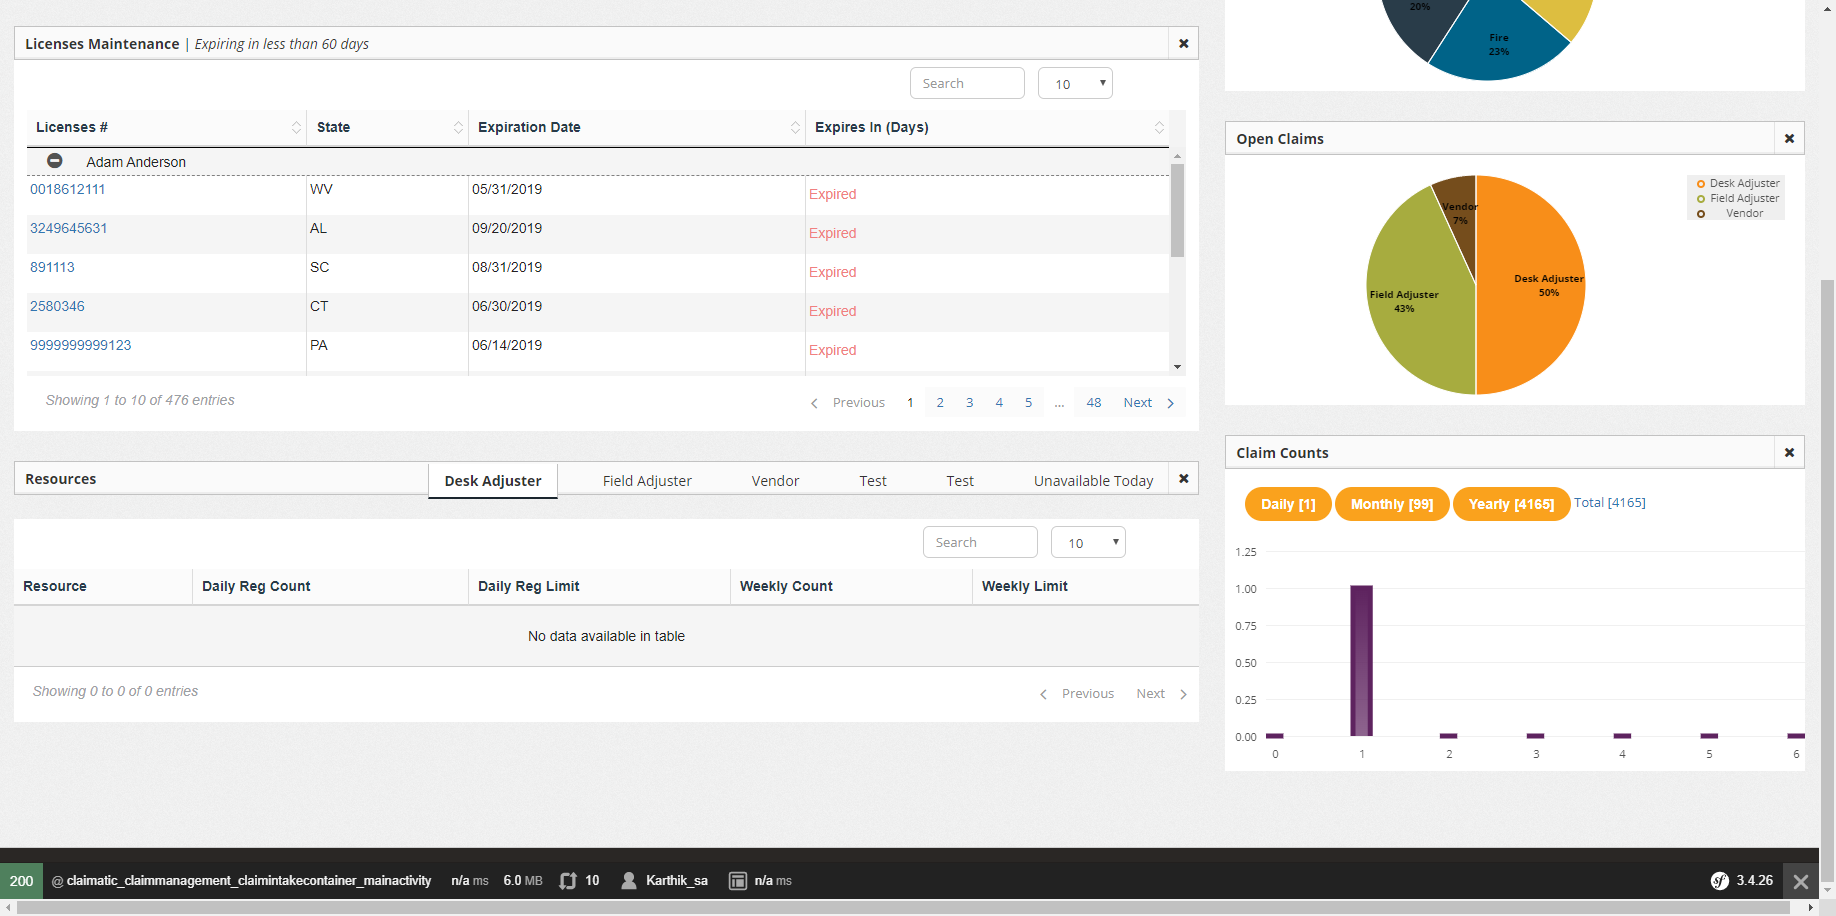 Licenses Maintenance | Expiring in less than 60 days
Search
10
Licenses #
State
Expiration Date
Expires In (Days)
Adam Anderson
0018612111 WV 05/31/2019 Expired
3249645631 AL 09/20/2019 Expired
891113 SC 08/31/2019 Expired
2580346 CT 06/30/2019 Expired
9999999999123 PA 06/14/2019 Expired
Showing 1 to 10 of 476 entries
Previous 1 2 3 4 5 ... 48 Next
Resources
Desk Adjuster
Field Adjuster
Vendor
Test
Test
Unavailable Today
Search
10
Resource
Daily Reg Count
Daily Reg Limit
Weekly Count
Weekly Limit
No data available in table
Showing 0 to 0 of 0 entries
Previous Next
20%
Fire
23%
Open Claims
Desk Adjuster
Field Adjuster
Vendor
Vendor
7%
Desk Adjuster
50%
Field Adjuster
43%
Claim Counts
Daily [1]
Monthly [99]
Yearly [4165]
Total [4165]
1.25
1.00
0.75
0.50
0.25
0.00
0 1 2 3 4 5 6
200 @ claimatic_claimmanagement_claimintakecontainer_mainactivity n/a ms 6.0 MB 10 Karthik_sa n/a ms sf 3.4.26